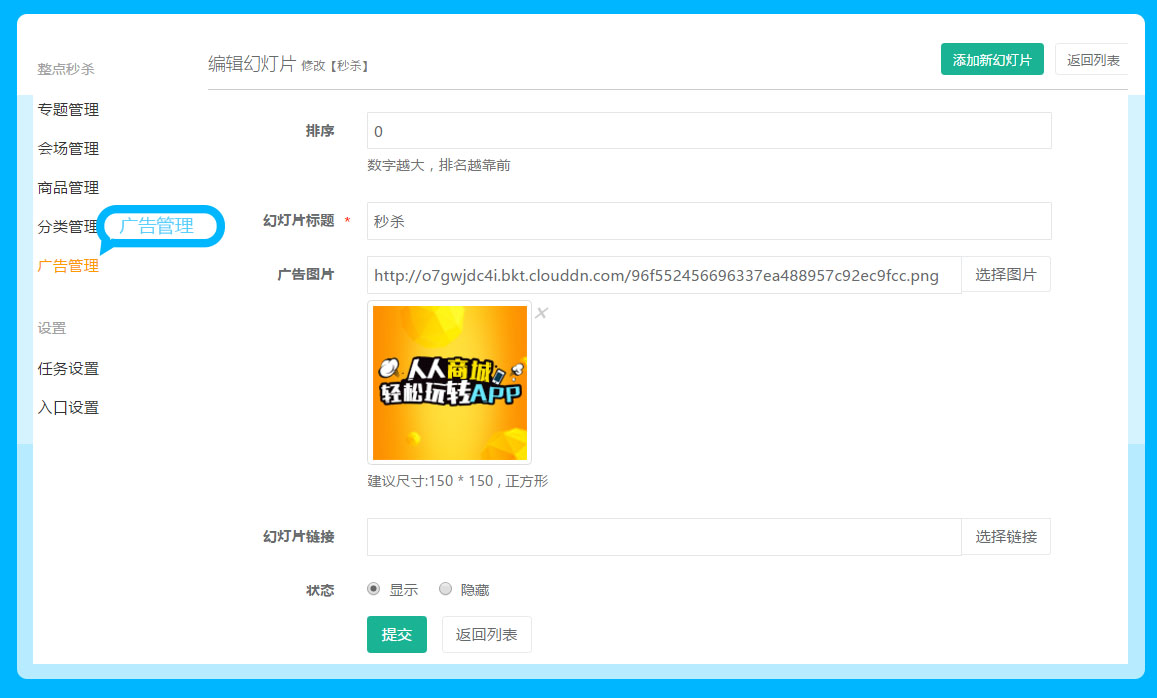 整点秒杀
专题管理
会场管理
商品管理
分类管理
广告管理
广告管理
设置
任务设置
入口设置
编辑幻灯片 修改【秒杀】
添加新幻灯片
返回列表
排序
0
数字越大，排名越靠前
幻灯片标题 *
秒杀
广告图片
http://o7gwjdc4i.bkt.clouddn.com/96f552456696337ea488957c92ec9fcc.png
选择图片
×
人人商城
轻松玩转APP
建议尺寸:150 * 150 , 正方形
幻灯片链接
选择链接
状态
显示
隐藏
提交
返回列表